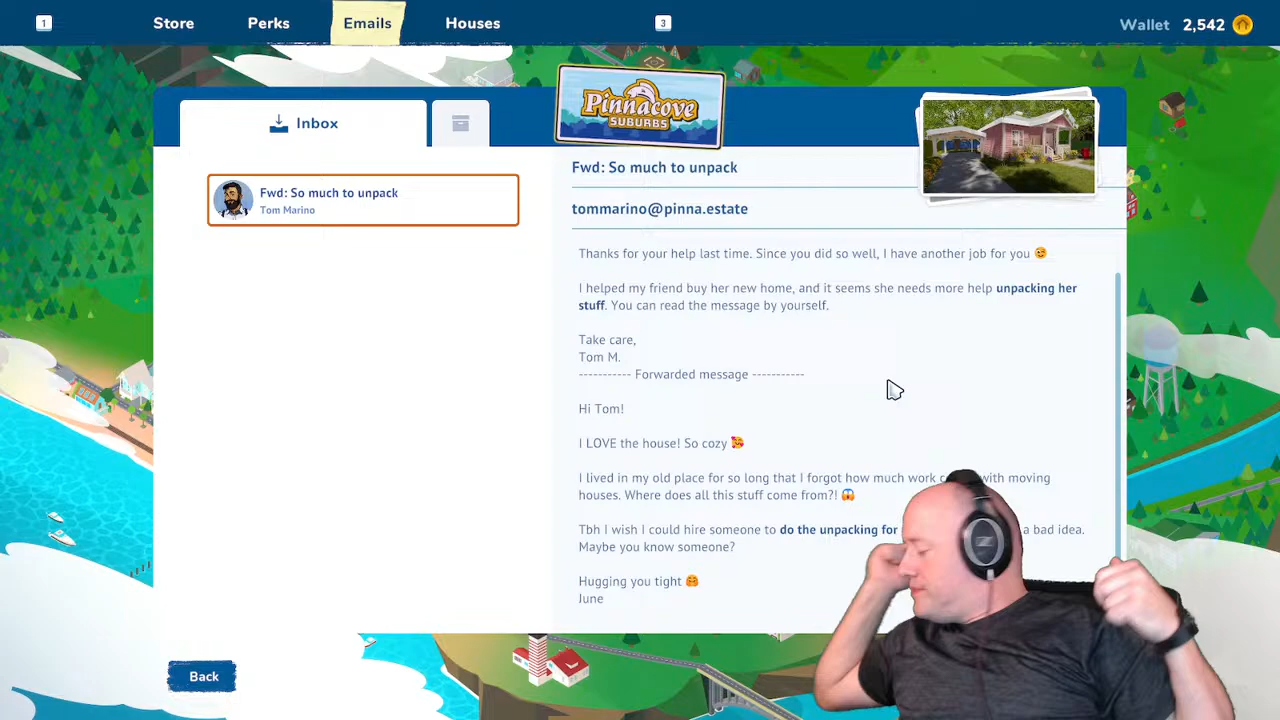 1
Store
Perks
Emails
Houses
3
Wallet 2,542
Inbox
Pinnacove
SUBURBS
Fwd: So much to unpack
Tom Marino
Fwd: So much to unpack
tommarino@pinna.estate
Thanks for your help last time. Since you did so well, I have another job for you 😉
I helped my friend buy her new home, and it seems she needs more help unpacking her
stuff. You can read the message by yourself.
Take care,
Tom M.
----------- Forwarded message -----------
Hi Tom!
I LOVE the house! So cozy 🥰
I lived in my old place for so long that I forgot how much work with moving
houses. Where does all this stuff come from?! 😱
Tbh I wish I could hire someone to do the unpacking for a bad idea.
Maybe you know someone?
Hugging you tight 🤗
June
Back